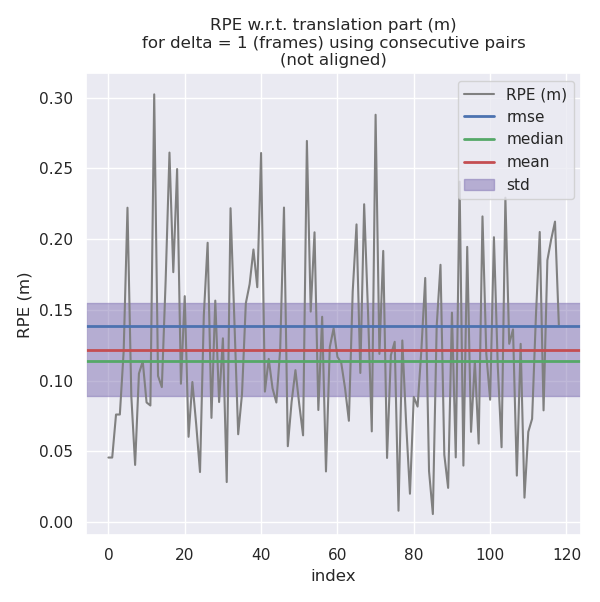 RPE w.r.t. translation part (m)
for delta = 1 (frames) using consecutive pairs
(not aligned)
RPE (m)
rmse
median
mean
std
0.30
0.25
0.20
0.15
0.10
0.05
0.00
RPE (m)
0
20
40
60
80
100
120
index